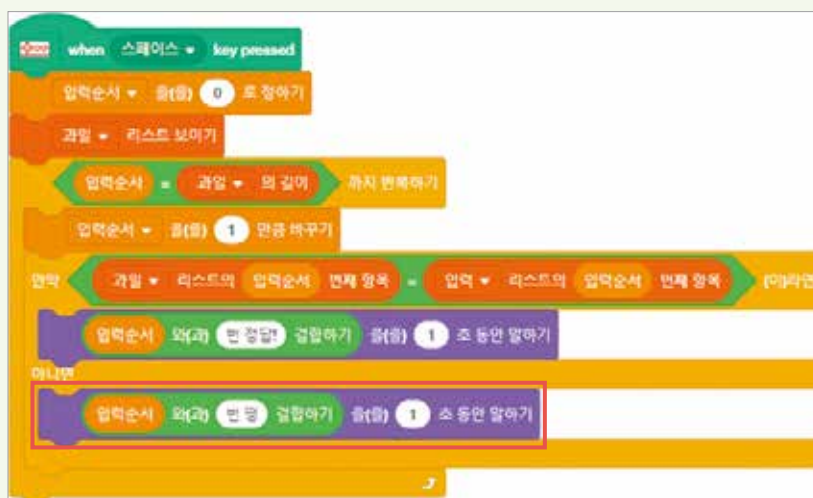 when 스페이스 key pressed
입력순서 을(를) 0 로 정하기
과일 리스트 보이기
입력순서 = 과일 의 길이 까지 반복하기
입력순서 을(를) 1 만큼 바꾸기
만약 과일 리스트의 입력순서 번째 항목 = 입력 리스트의 입력순서 번째 항목 (이)라면
입력순서 와(과) 번 정답! 결합하기 을(를) 1 초 동안 말하기
아니면
입력순서 와(과) 번 땡 결합하기 을(를) 1 초 동안 말하기